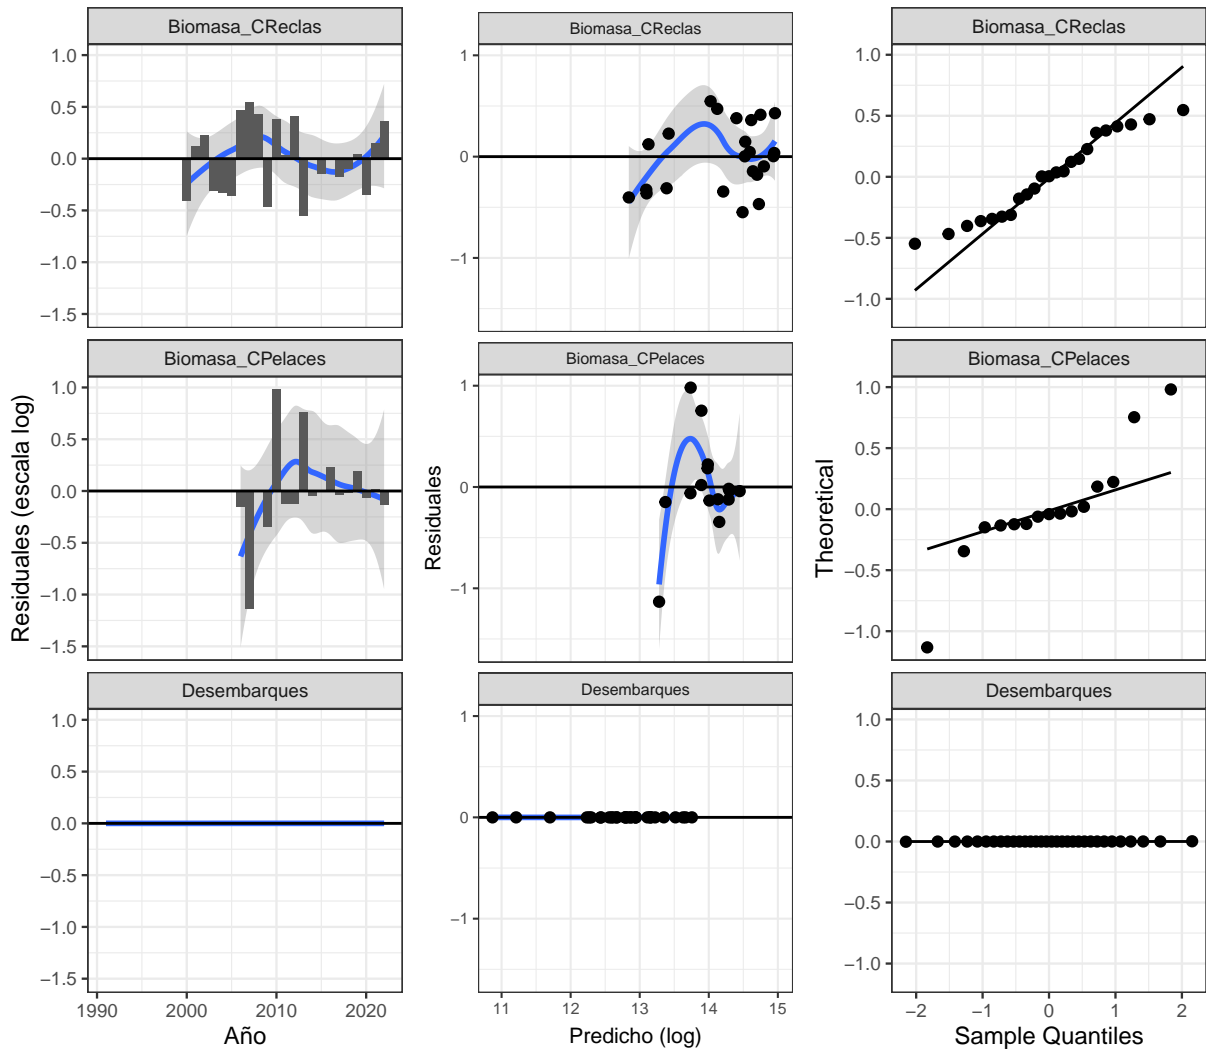 Biomasa_CReclas
Biomasa_CReclas
Biomasa_CReclas
1.0
0.5
0.0
−0.5
−1.0
−1.5
1
0
−1
1.0
0.5
0.0
−0.5
−1.0
Biomasa_CPelaces
Biomasa_CPelaces
Biomasa_CPelaces
1.0
0.5
0.0
−0.5
−1.0
−1.5
1
0
−1
1.0
0.5
0.0
−0.5
−1.0
Residuales (escala log)
Residuales
Theoretical
Desembarques
Desembarques
Desembarques
1.0
0.5
0.0
−0.5
−1.0
−1.5
1
0
−1
1.0
0.5
0.0
−0.5
−1.0
1990 2000 2010 2020
11 12 13 14 15
−2 −1 0 1 2
Año
Predicho (log)
Sample Quantiles